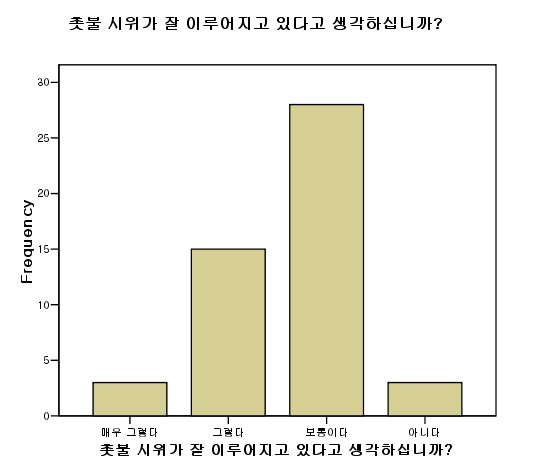 촛불 시위가 잘 이루어지고 있다고 생각하십니까?
30
25
20
15
10
5
0
Frequency
매우 그렇다 그렇다 보통이다 아니다
촛불 시위가 잘 이루어지고 있다고 생각하십니까?